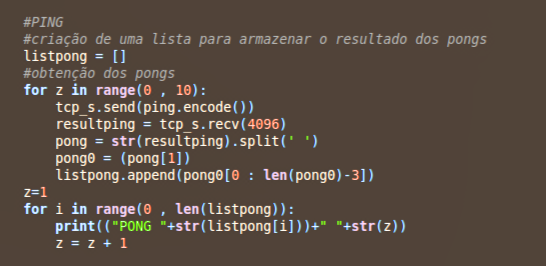 #PING
#criação de uma lista para armazenar o resultado dos pongs
listpong = []
#obtenção dos pongs
for z in range(0 , 10):
    tcp_s.send(ping.encode())
    resultping = tcp_s.recv(4096)
    pong = str(resultping).split(' ')
    pong0 = (pong[1])
    listpong.append(pong0[0 : len(pong0)-3])
z=1
for i in range(0 , len(listpong)):
    print(("PONG "+str(listpong[i]))+" "+str(z))
    z = z + 1